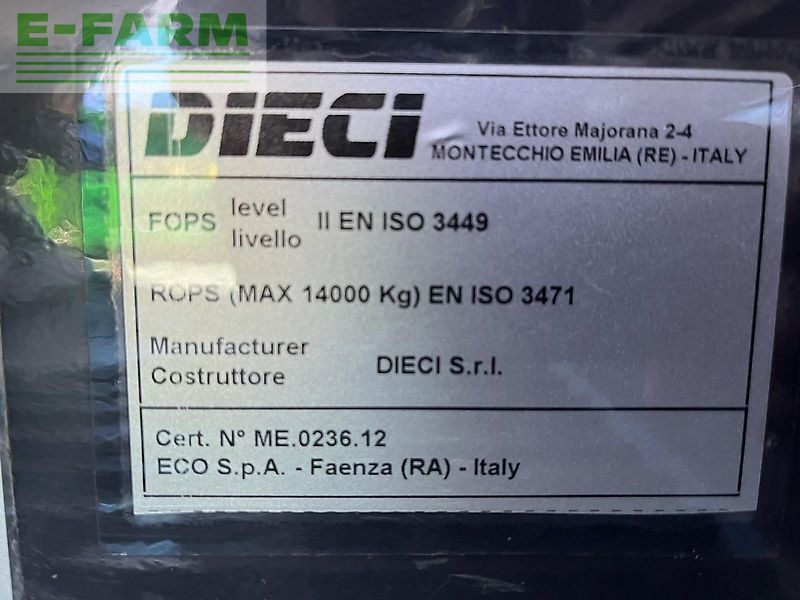 E-FARM
DIECI
Via Ettore Majorana 2-4
MONTECCHIO EMILIA (RE) - ITALY
FOPS level livello II EN ISO 3449
ROPS (MAX 14000 Kg) EN ISO 3471
Manufacturer
Costruttore
DIECI S.r.l.
Cert. N° ME.0236.12
ECO S.p.A. - Faenza (RA) - Italy